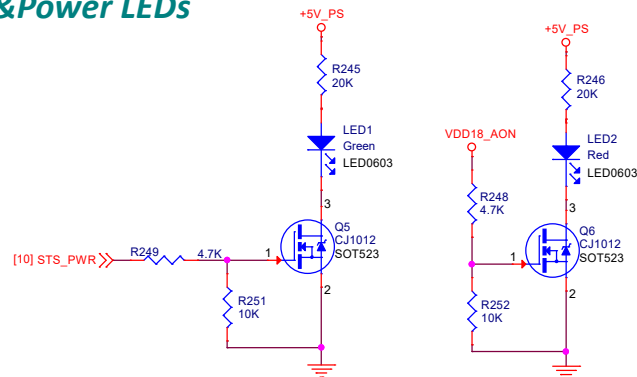 &Power LEDs
+5V_PS
R245
20K
LED1
Green
LED0603
3
Q5
CJ1012
SOT523
1
2
[10] STS_PWR
R249
4.7K
R251
10K
+5V_PS
R246
20K
LED2
Red
LED0603
VDD18_AON
R248
4.7K
3
Q6
CJ1012
SOT523
1
2
R252
10K